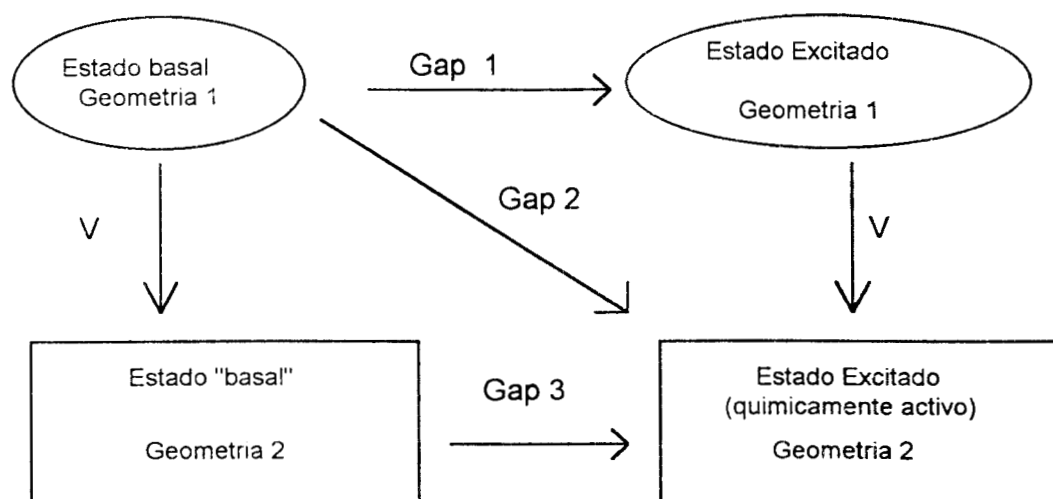 Estado basal
Geometria 1
Gap 1
Estado Excitado
Geometria 1
V
Gap 2
V
Estado "basal"
Geometria 2
Gap 3
Estado Excitado
(quimicamente activo)
Geometria 2